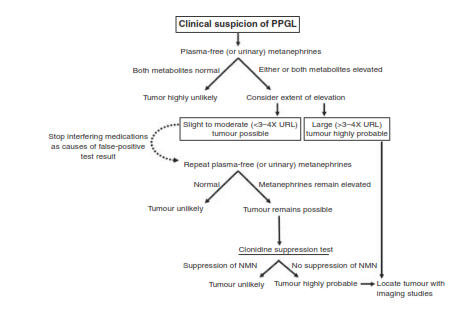 Clinical suspicion of PPGL
Plasma-free (or urinary) metanephrines
Both metabolites normal
Either or both metabolites elevated
Tumor highly unlikely
Consider extent of elevation
Slight to moderate (<3–4X URL)
tumour possible
Large (>3–4X URL)
tumour highly probable
Stop interfering medications
as causes of false-positive
test result
Repeat plasma-free (or urinary) metanephrines
Normal
Metanephrines remain elevated
Tumour unlikely
Tumour remains possible
Clonidine suppression test
Suppression of NMN
No suppression of NMN
Tumour unlikely
Tumour highly probable
Locate tumour with
imaging studies